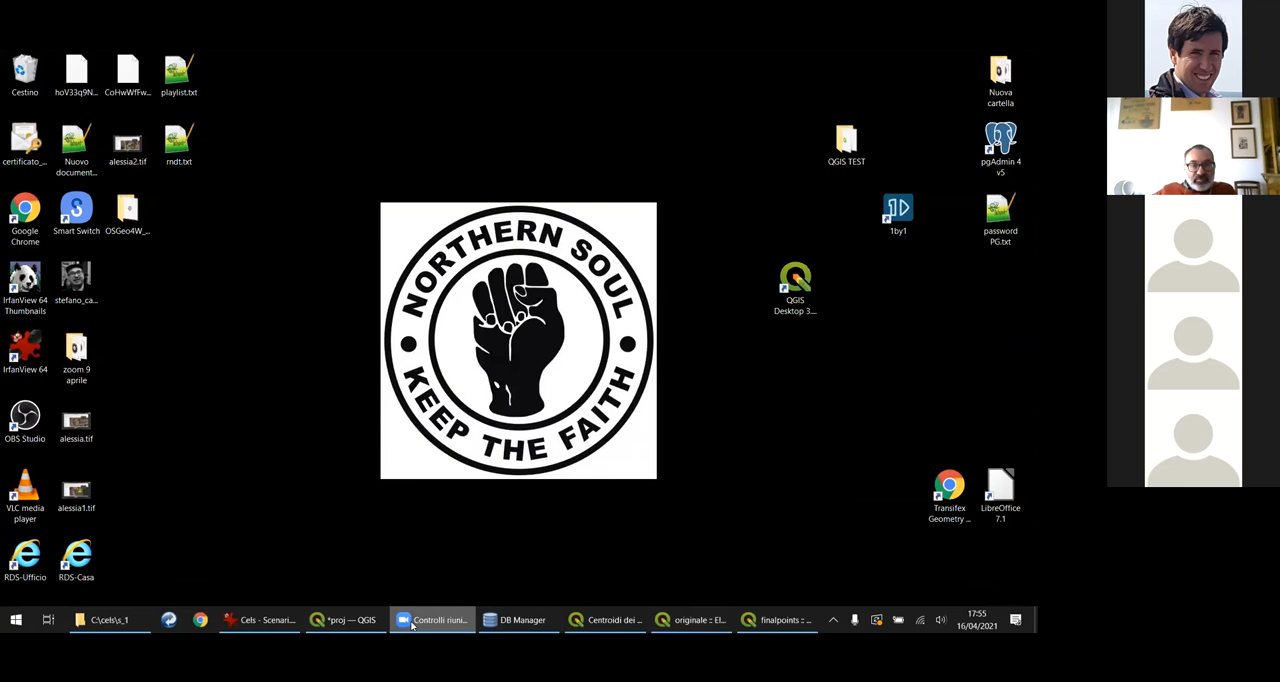 Cestino
hoV33q9N...
CoHwWfFw...
playlist.txt
Nuova
cartella
certificato_...
Nuovo
document...
alessia2.tif
rndt.txt
QGIS TEST
pgAdmin 4
v5
Google
Chrome
Smart Switch
OSGeo4W_...
1by1
password
PG.txt
IrfanView 64
Thumbnails
stefano_ca...
QGIS
Desktop 3....
NORTHERN SOUL
KEEP THE FAITH
IrfanView 64
zoom 9
aprile
OBS Studio
alessia.tif
VLC media
player
alessia1.tif
Transifex
Geometry ...
LibreOffice
7.1
RDS-Ufficio
RDS-Casa
C:\cels\s_1
Cels - Scenari...
*proj — QGIS
Controlli riuni...
DB Manager
Centroidi dei ...
originale :: El...
finalpoints :: ...
17:55
16/04/2021